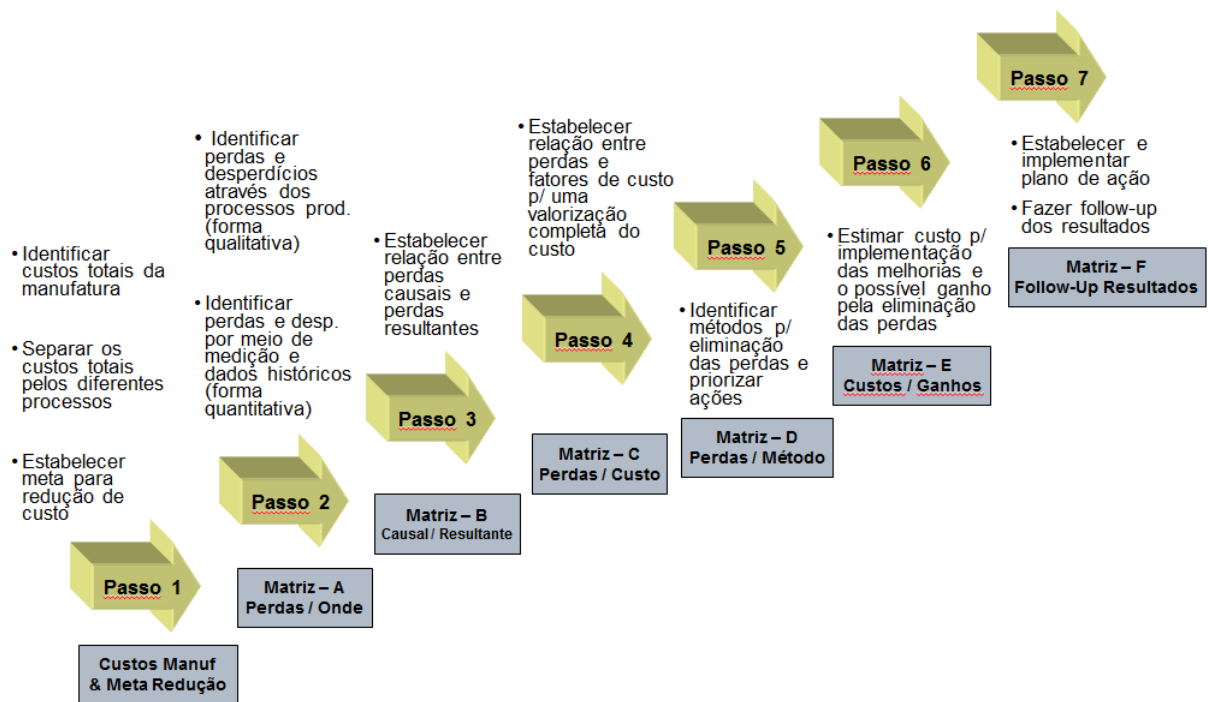 • Identificar
custos totais da
manufatura
• Separar os
custos totais
pelos diferentes
processos
• Estabelecer
meta para
redução de
custo
Passo 1
Custos Manuf
& Meta Redução
• Identificar
perdas e
desperdícios
através dos
processos prod.
(forma
qualitativa)
• Identificar
perdas e desp.
por meio de
medição e
dados históricos
(forma
quantitativa)
Passo 2
Matriz – A
Perdas / Onde
• Estabelecer
relação entre
perdas
causais e
perdas
resultantes
Passo 3
Matriz – B
Causal / Resultante
• Estabelecer
relação entre
perdas e
fatores de custo
p/ uma
valorização
completa do
custo
Passo 4
Matriz – C
Perdas / Custo
Passo 5
• Identificar
métodos p/
eliminação
das perdas e
priorizar
ações
Matriz – D
Perdas / Método
Passo 6
• Estimar custo p/
implementação
das melhorias e
o possível ganho
pela eliminação
das perdas
Matriz – E
Custos / Ganhos
Passo 7
• Estabelecer e
implementar
plano de ação
• Fazer follow-up
dos resultados
Matriz – F
Follow-Up Resultados